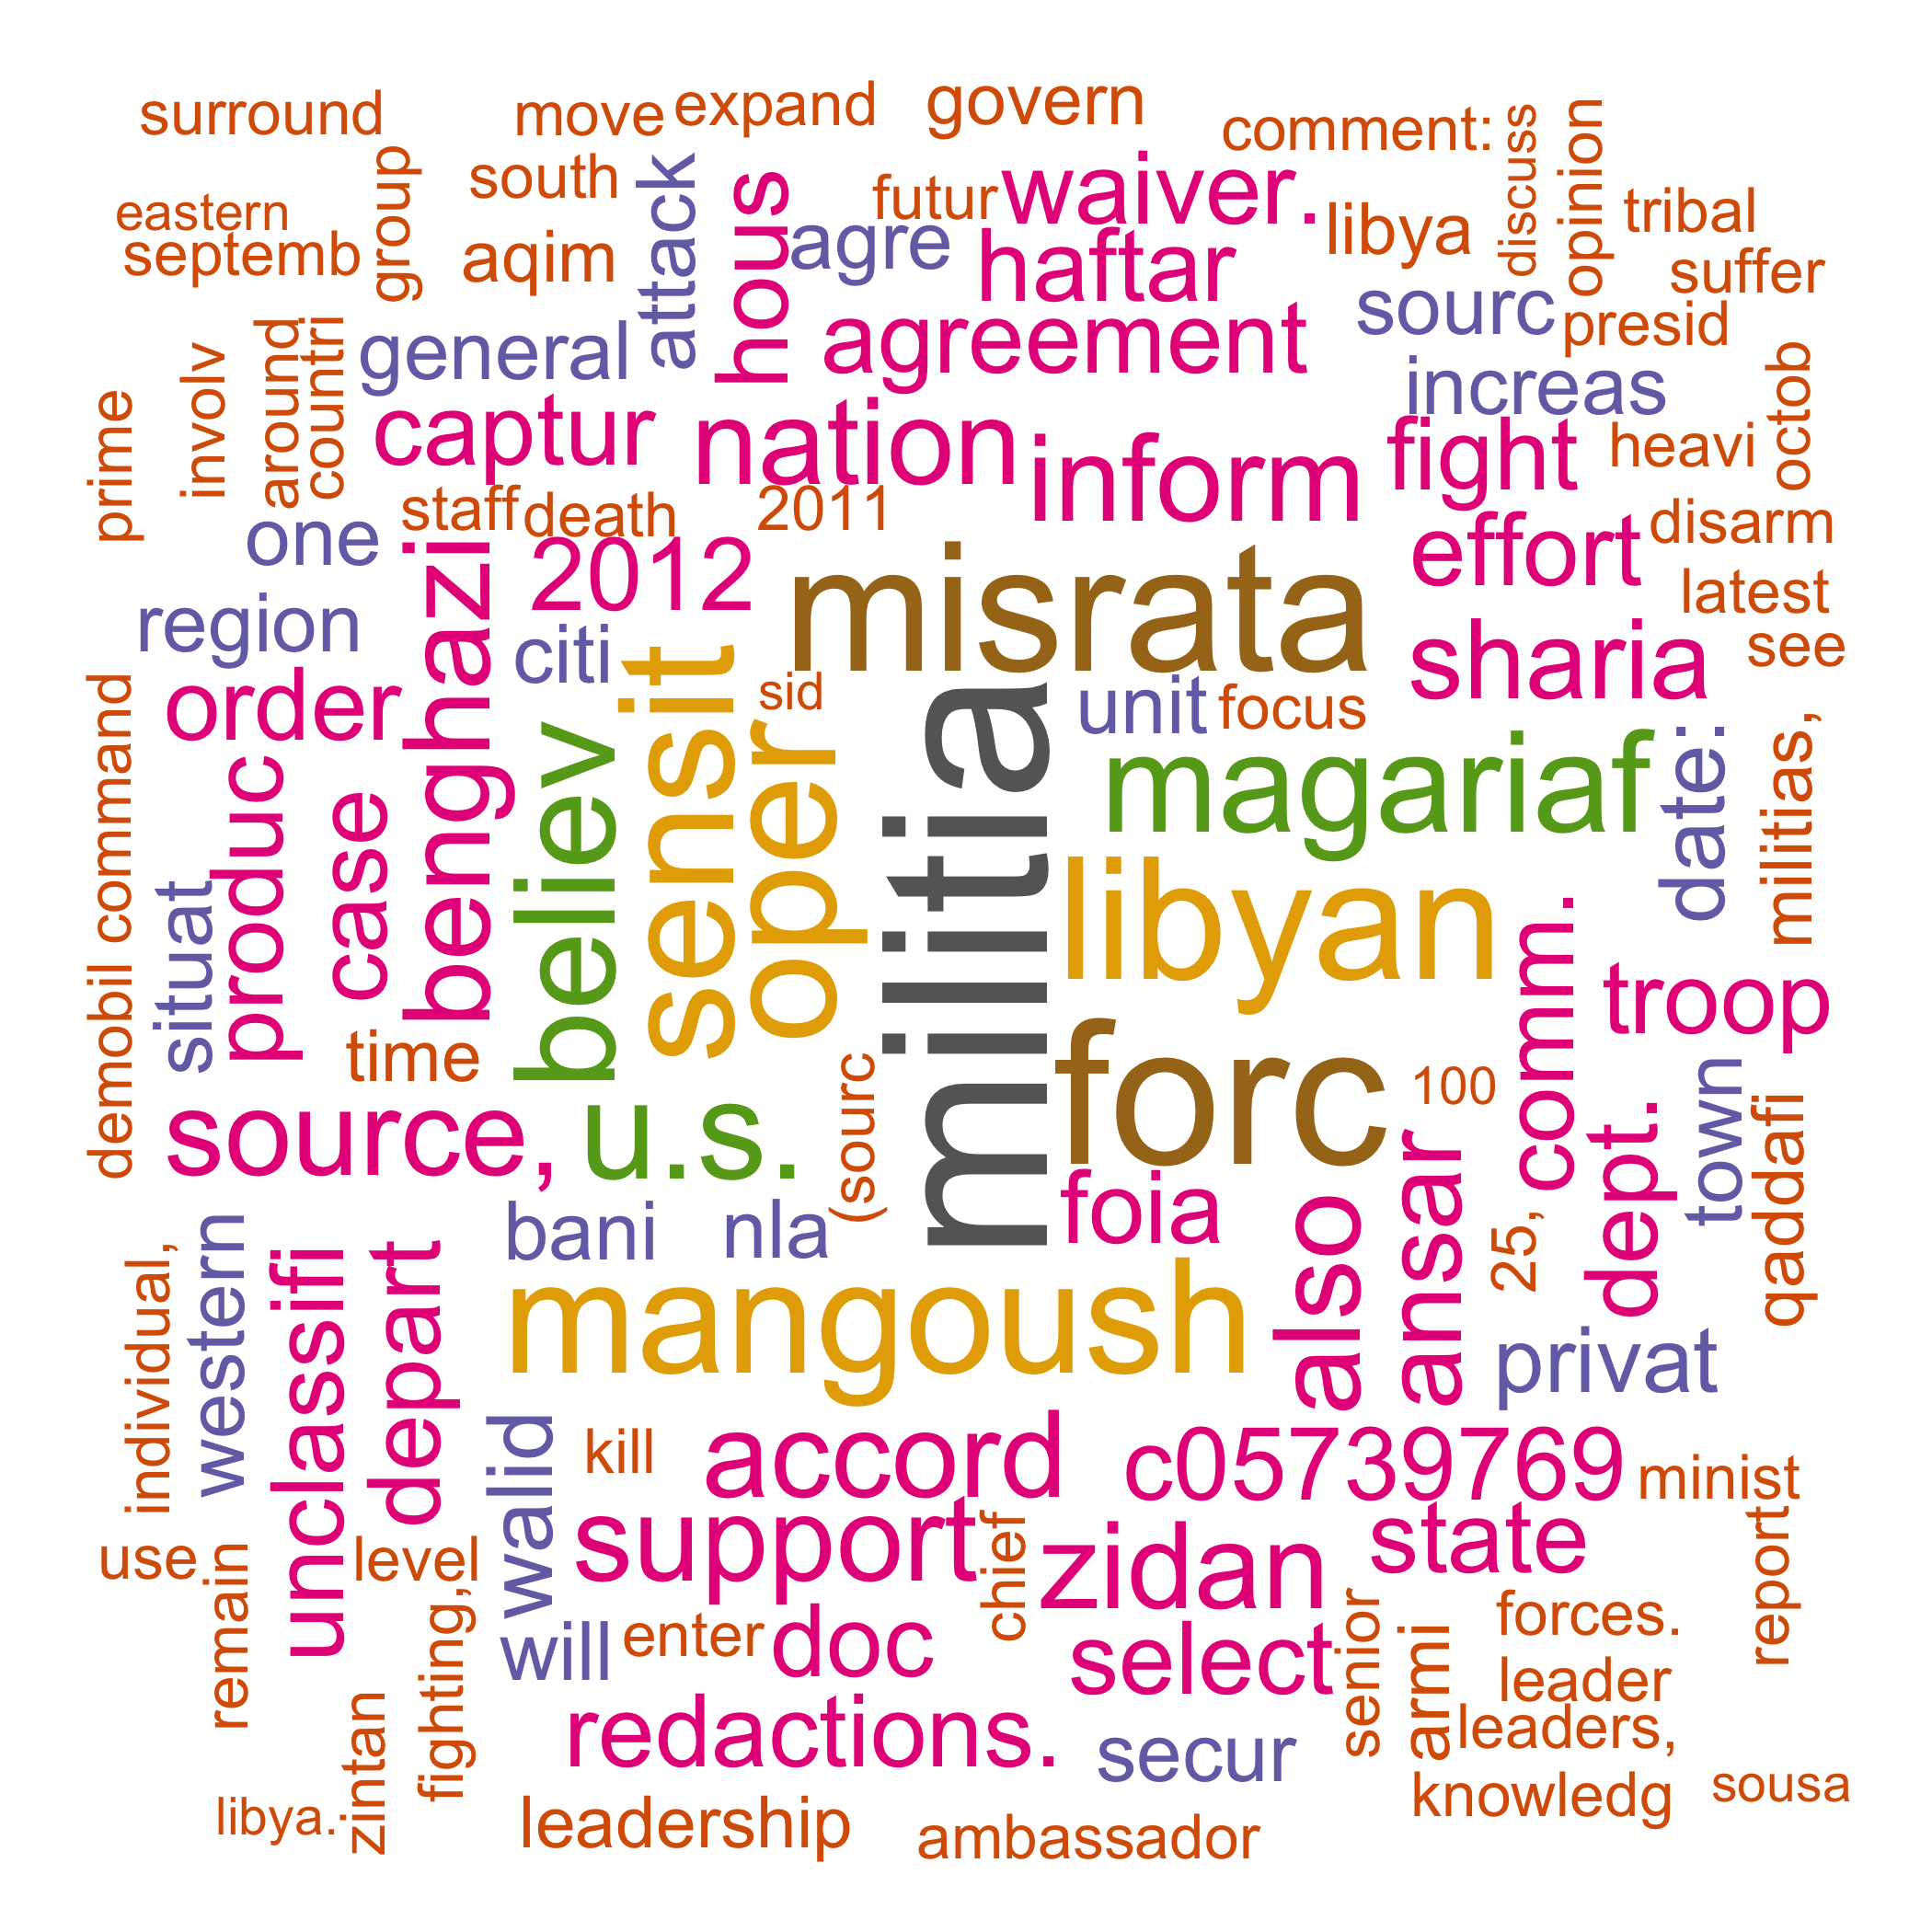 surround
move
expand
govern
comment:
discuss
opinion
eastern
septemb
group
south
aqim
attack
hous
futur
agre
waiver.
haftar
libya
tribal
suffer
sourc
presid
prime
involv
around
countri
general
agreement
increas
octob
captur
nation
inform
fight
heavi
staff
death
2011
one
benghazi
2012
misrata
effort
disarm
latest
region
citi
sensit
sid
unit
focus
sharia
see
order
produc
case
believ
oper
militia
magariaf
date:
militias,
command
demobil
situat
time
libyan
comm.
troop
source,
u.s.
(sourc
forc
100
town
qaddafi
dept.
bani
nla
foia
also
ansar
25,
individual,
western
unclassifi
depart
mangoush
privat
walid
kill
accord
c05739769
minist
use
remain
level
support
chief
zidan
state
report
fighting,
will
enter
doc
select
senior
armi
forces.
leader
leaders,
zintan
redactions.
secur
knowledg
sousa
libya.
leadership
ambassador